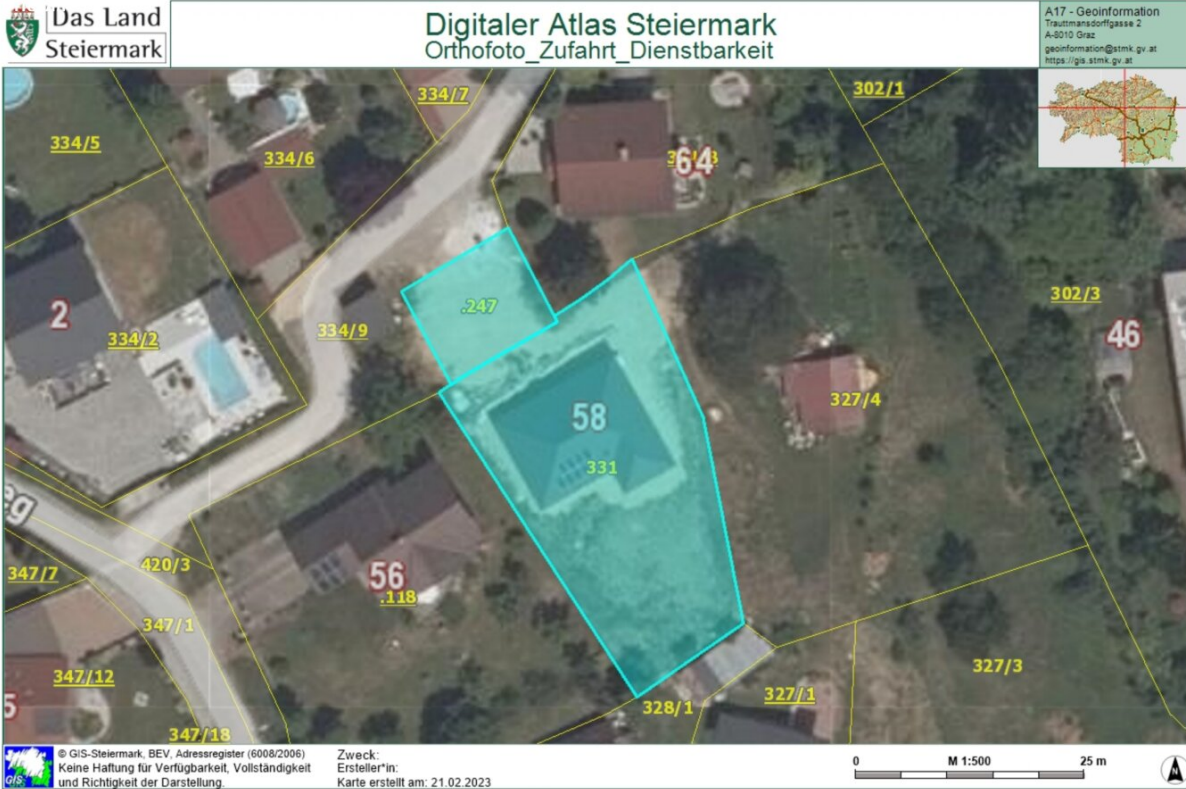 Das Land
Steiermark
Digitaler Atlas Steiermark
Orthofoto_Zufahrt_Dienstbarkeit
A17 - Geoinformation
Trauttmansdorffgasse 2
A-8010 Graz
geoinformation@stmk.gv.at
https://gis.stmk.gv.at
334/7
302/1
334/5
334/6
64
.247
302/3
2
334/2
334/9
46
327/4
58
331
eg
420/3
347/7
56
.118
347/1
347/12
327/3
5
328/1
327/1
347/18
GIS
© GIS-Steiermark, BEV, Adressregister (6008/2006)
Keine Haftung für Verfügbarkeit, Vollständigkeit
und Richtigkeit der Darstellung.
Zweck:
Ersteller*in:
Karte erstellt am: 21.02.2023
0 M 1:500 25 m